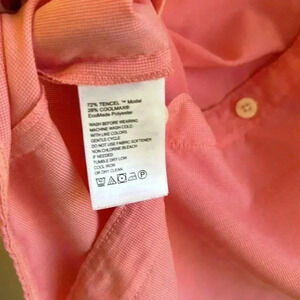 72% TENCEL™ Modal
28% COOLMAX®
EcoMade Polyester
WASH BEFORE WEARING
MACHINE WASH COLD
WITH LIKE COLORS
GENTLE CYCLE
DO NOT USE FABRIC SOFTENER
NON CHLORINE BLEACH
IF NEEDED
TUMBLE DRY LOW
COOL IRON
OR DRY CLEAN